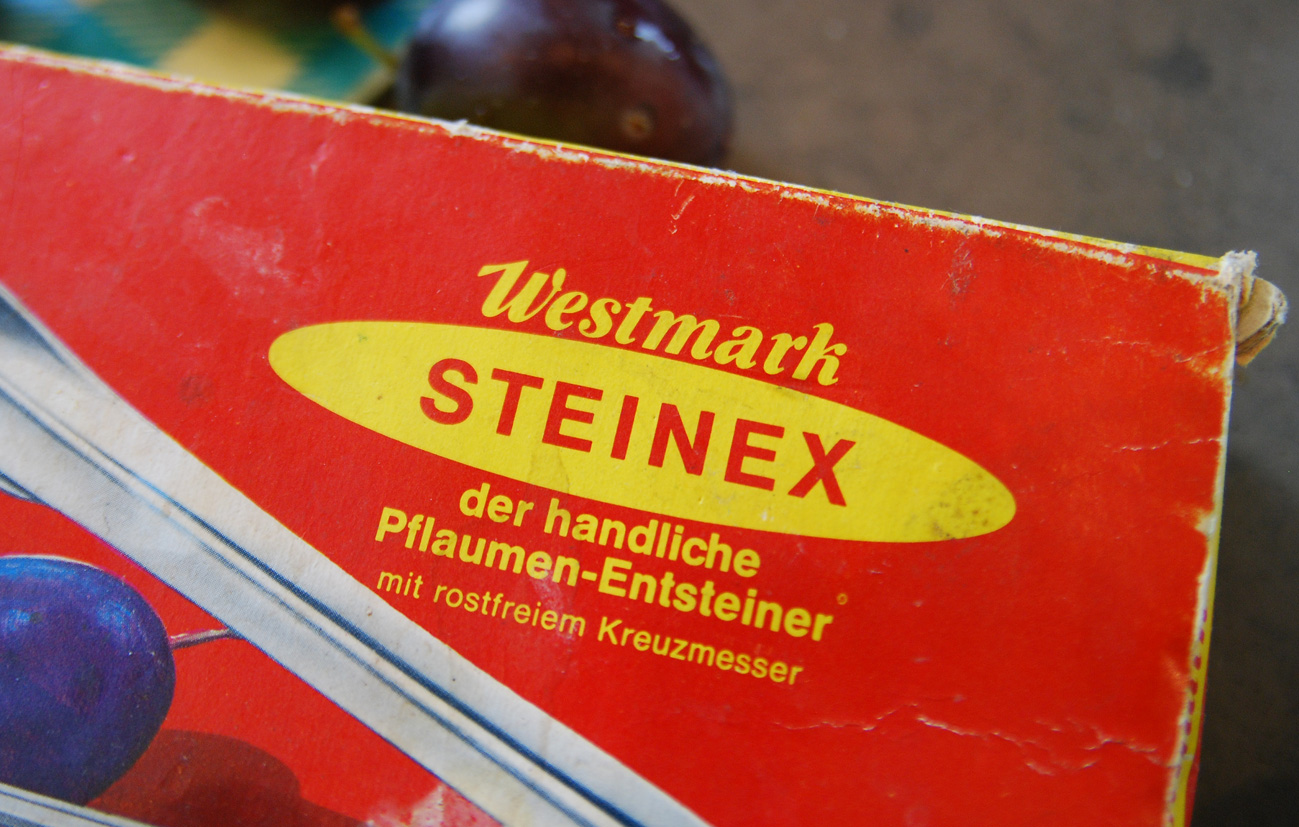 Westmark
STEINEX
der handliche
Pflaumen-Entsteiner
mit rostfreiem Kreuzmesser